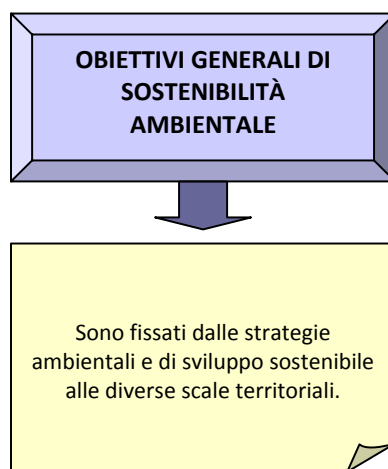 OBIETTIVI GENERALI DI
SOSTENIBILITÀ
AMBIENTALE
Sono fissati dalle strategie
ambientali e di sviluppo sostenibile
alle diverse scale territoriali.